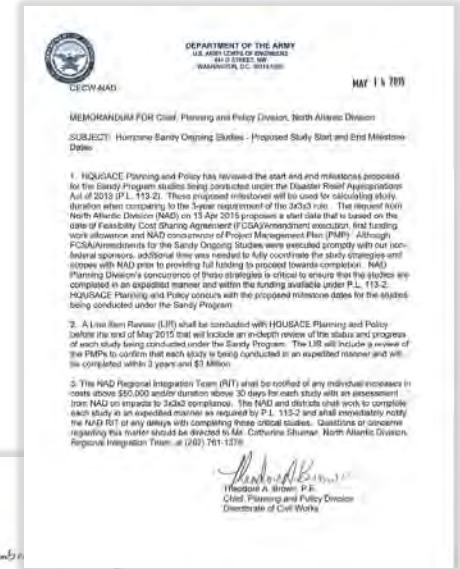 DEPARTMENT OF THE ARMY
U.S. ARMY CORPS OF ENGINEERS
441 G STREET, NW
WASHINGTON, D.C.
CECW-NAD
MAY 14 2015
MEMORANDUM FOR Chief, Planning and Policy Division, North Atlantic Division
SUBJECT: Hurricane Sandy Ongoing Studies - Proposed Study Start and End Milestone
Dates
1. HQUSACE Planning and Policy has reviewed the start and end milestones proposed
for the Sandy Program studies being conducted under the Disaster Relief Appropriations
Act of 2013 (P.L. 113-2). These proposed milestones will be used for calculating study
duration when comparing to the 3-year requirement of the 3x3x3 rule. The request from
North Atlantic Division (NAD) on 13 Apr 2015 proposes a start date that is based on the
date of Feasibility Cost Sharing Agreement (FCSA)/Amendment execution, first funding
work allowance and NAD concurrence of Project Management Plan (PMP). Although
FCSA/Amendments for the Sandy Ongoing Studies were executed promptly with our non-
federal sponsors, additional time was needed to fully coordinate the study strategies and
scopes with NAD prior to providing full funding to proceed towards completion. NAD
Planning Division's concurrence of these strategies is critical to ensure that the studies are
completed in an expedited manner and within the funding available under P.L. 113-2.
HQUSACE Planning and Policy concurs with the proposed milestone dates for the studies
being conducted under the Sandy Program.
2. A Line Item Review (LIR) shall be conducted with HQUSACE Planning and Policy
before the end of May 2015 that will include an in-depth review of the status and progress
of each study being conducted under the Sandy Program. The LIR will include a review of
the PMPs to confirm that each study is being conducted in an expedited manner and will
be completed within 3 years and $3 Million.
3. The NAD Regional Integration Team (RIT) shall be notified of any individual increases in
costs above $50,000 and/or duration above 30 days for each study with an assessment
from NAD on impacts to 3x3x3 compliance. The NAD and districts shall work to complete
each study in an expedited manner as required by P.L. 113-2 and shall immediately notify
the NAD RIT of any delays with completing these critical studies. Questions or concerns
regarding this matter should be directed to Ms. Catherine Shuman, North Atlantic Division
Regional Integration Team, at (202) 761-1379.
Theodore A. Brown, P.E.
Chief, Planning and Policy Division
Directorate of Civil Works